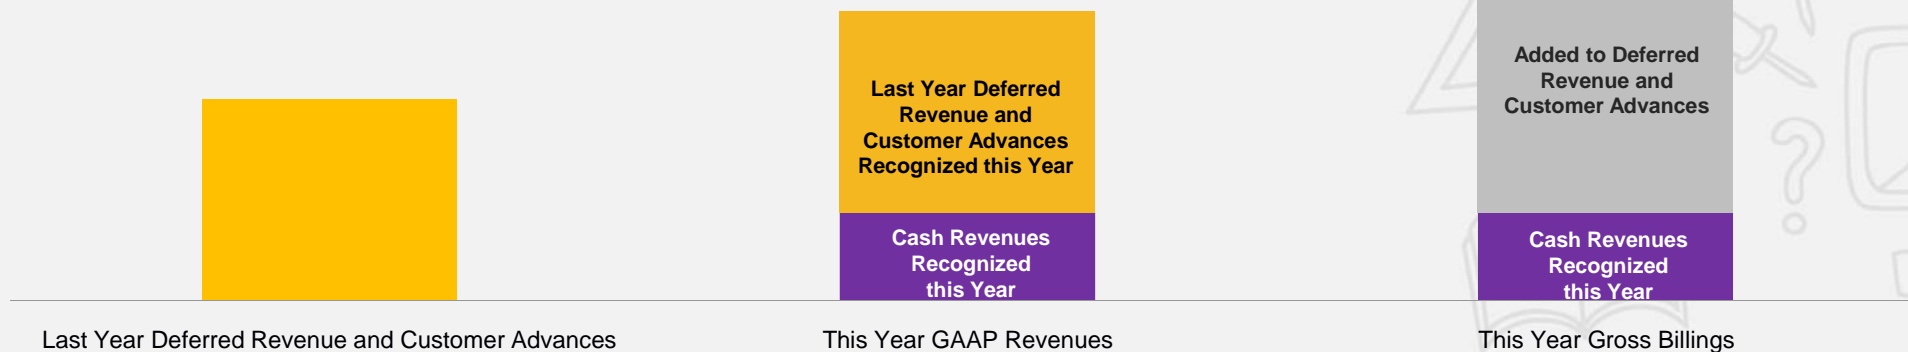 Last Year Deferred
Revenue and
Customer Advances
Recognized this Year
Cash Revenues
Recognized
this Year
Added to Deferred
Revenue and
Customer Advances
Cash Revenues
Recognized
this Year
Last Year Deferred Revenue and Customer Advances
This Year GAAP Revenues
This Year Gross Billings